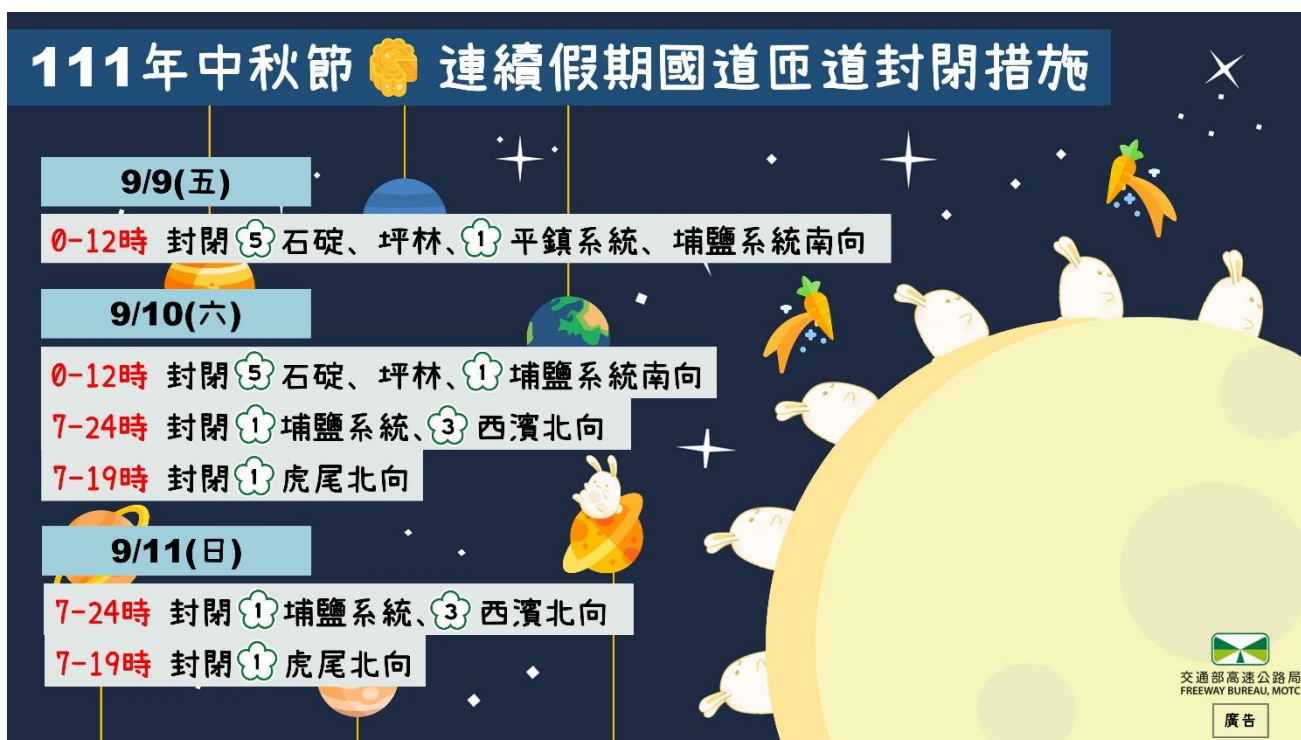 111年中秋節 連續假期國道匝道封閉措施
9/9(五)
0-12時 封閉5石碇、坪林、1平鎮系統、埔鹽系統南向
9/10(六)
0-12時 封閉5石碇、坪林、1埔鹽系統南向
7-24時 封閉1埔鹽系統、3西濱北向
7-19時 封閉1虎尾北向
9/11(日)
7-24時 封閉1埔鹽系統、3西濱北向
7-19時 封閉1虎尾北向
交通部高速公路局
FREEWAY BUREAU, MOTC
廣告